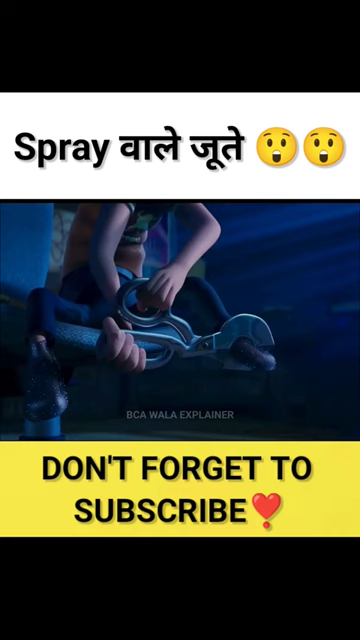 Spray वाले जूते 😲😲
BCA WALA EXPLAINER
DON'T FORGET TO
SUBSCRIBE❣️